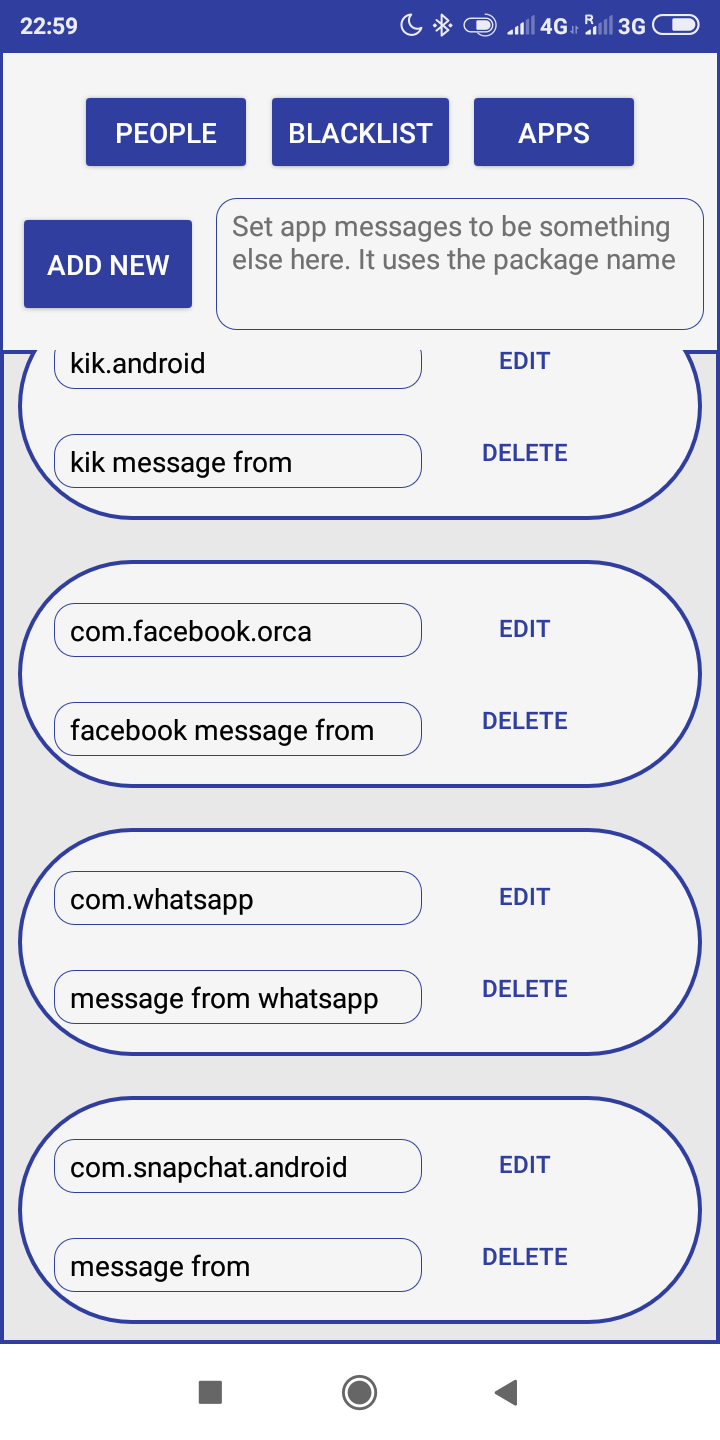 22:59
4G
R
3G
PEOPLE
BLACKLIST
APPS
ADD NEW
Set app messages to be something
else here. It uses the package name
kik.android
EDIT
kik message from
DELETE
com.facebook.orca
EDIT
facebook message from
DELETE
com.whatsapp
EDIT
message from whatsapp
DELETE
com.snapchat.android
EDIT
message from
DELETE